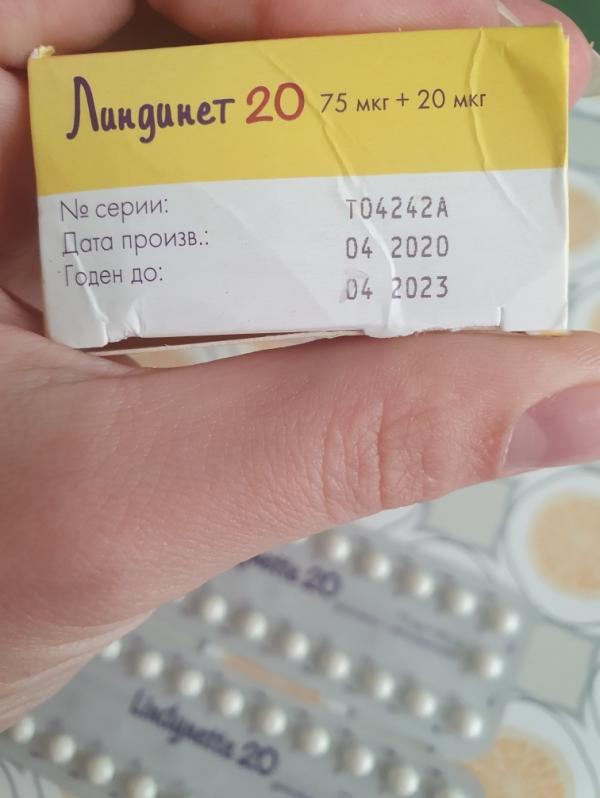 Линдинет 20 75 мкг + 20 мкг
№ серии: T04242A
Дата произв.: 04 2020
Годен до: 04 2023
20
Lindynette 20